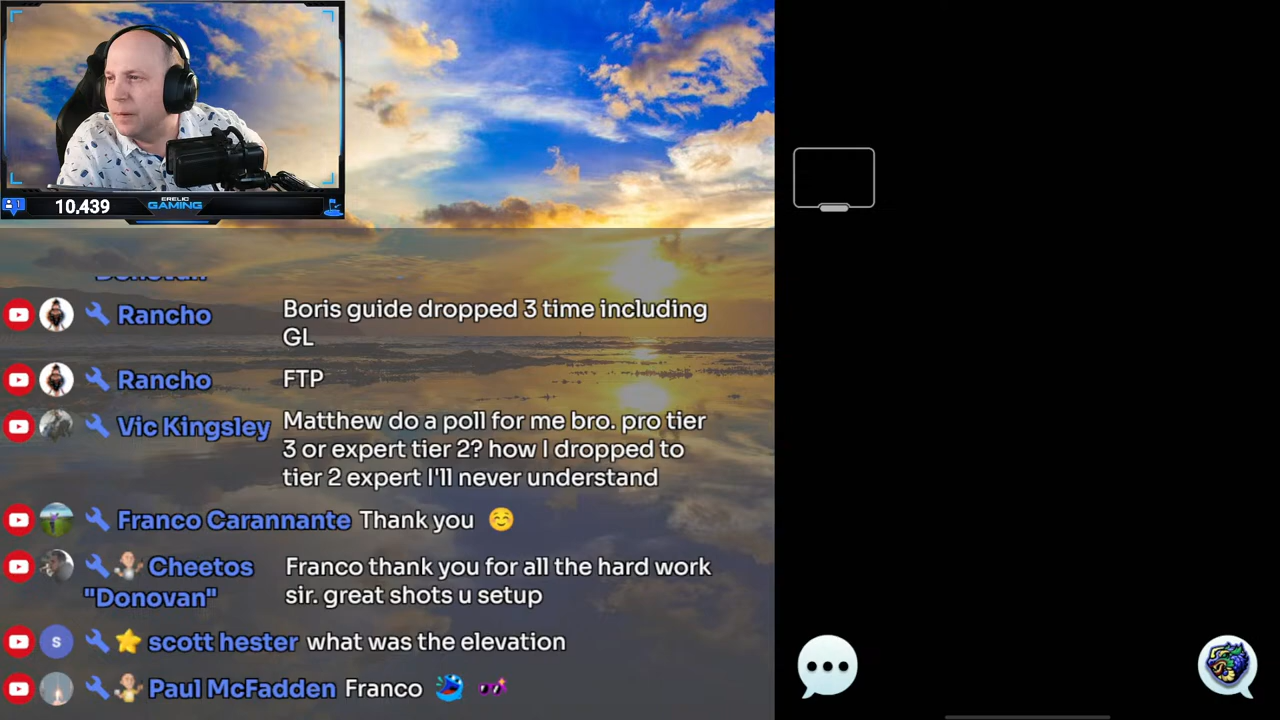 10,439
ERELIC
GAMING
1
Rancho
Boris guide dropped 3 time including
GL
Rancho
FTP
Vic Kingsley
Matthew do a poll for me bro. pro tier
3 or expert tier 2? how I dropped to
tier 2 expert I'll never understand
Franco Carannante Thank you
Cheetos
"Donovan"
Franco thank you for all the hard work
sir. great shots u setup
s
scott hester what was the elevation
Paul McFadden Franco